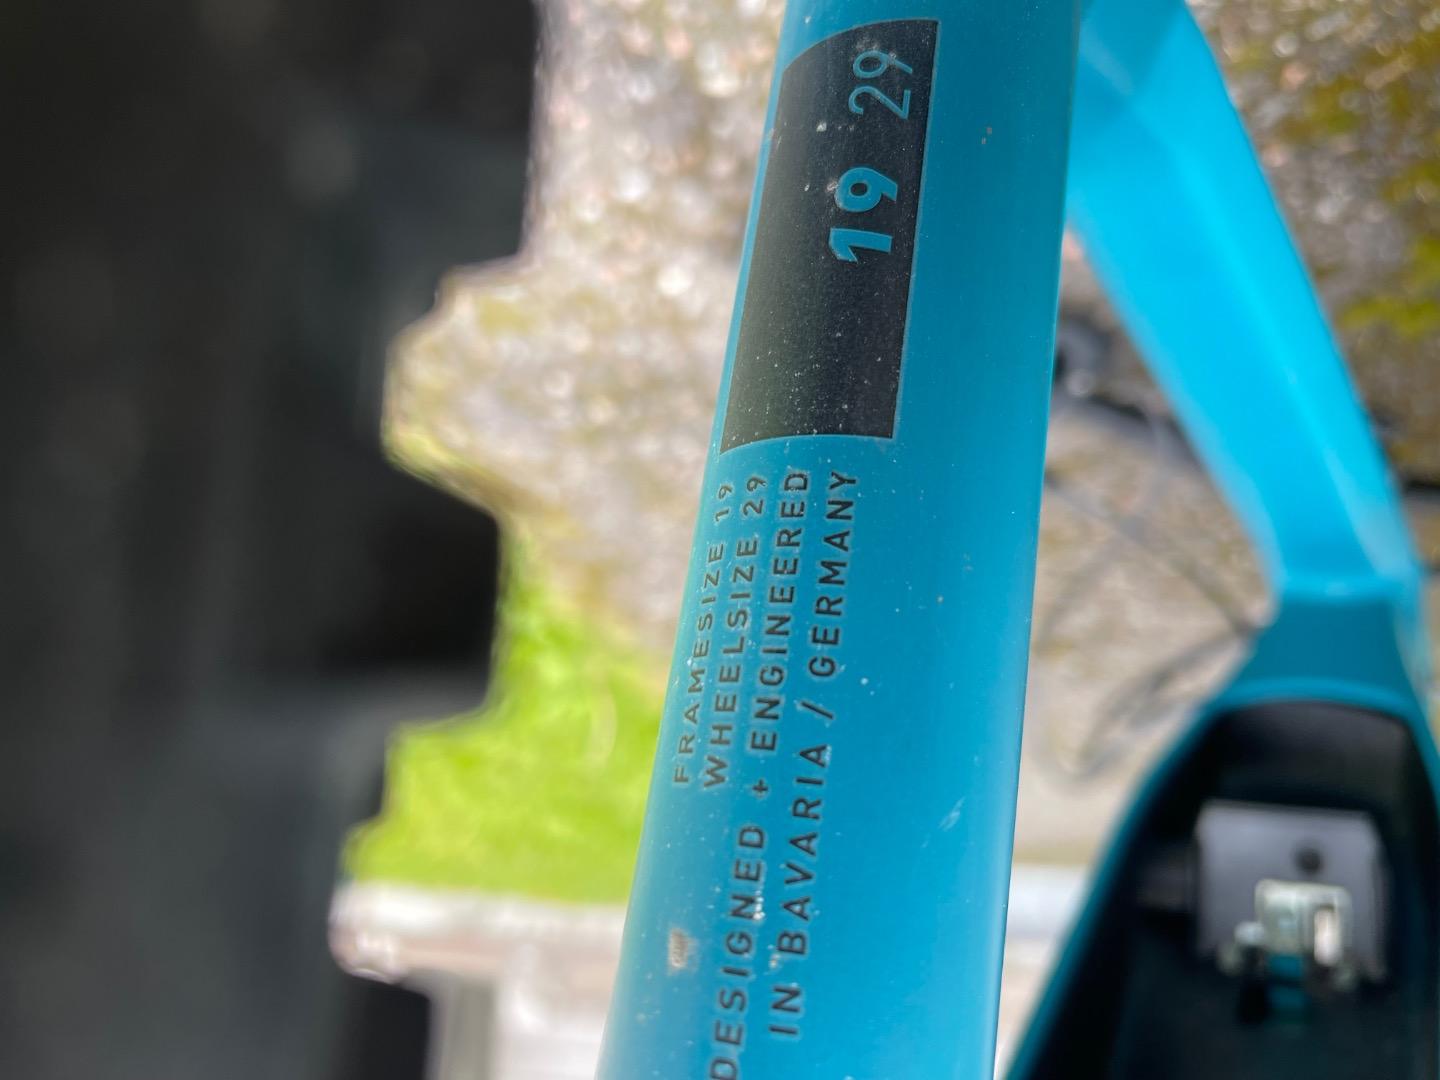 19 29
FRAMESIZE 19
WHEELSIZE 29
DESIGNED + ENGINEERED
IN BAVARIA / GERMANY